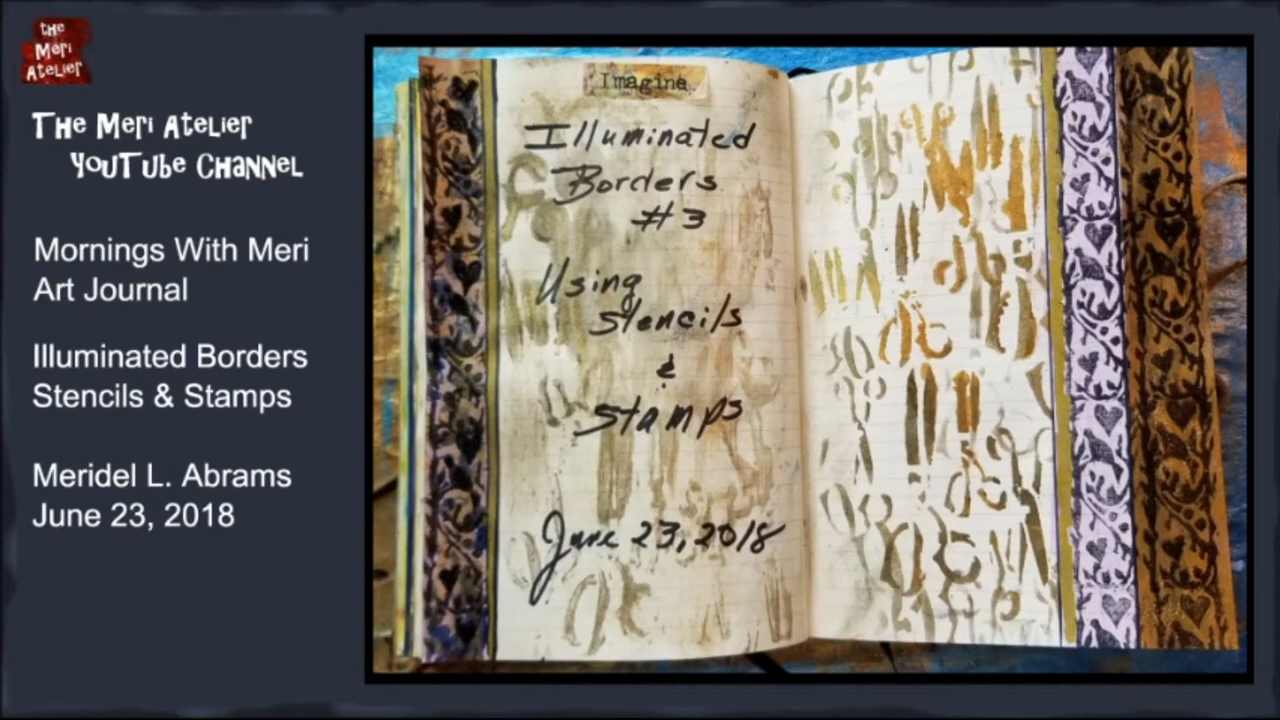 the
Meri
Atelier
The Meri Atelier
YouTube Channel
Mornings With Meri
Art Journal
Illuminated Borders
Stencils & Stamps
Meridel L. Abrams
June 23, 2018
Imagine
Illuminated
Borders
#3
Using
Stencils
&
Stamps
June 23, 2018